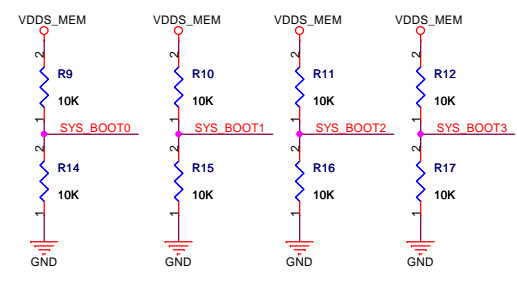 VDDS_MEM VDDS_MEM VDDS_MEM VDDS_MEM
2 2 2 2
R9 R10 R11 R12
10K 10K 10K 10K
1 1 1 1
SYS_BOOT0 SYS_BOOT1 SYS_BOOT2 SYS_BOOT3
2 2 2 2
R14 R15 R16 R17
10K 10K 10K 10K
1 1 1 1
GND GND GND GND